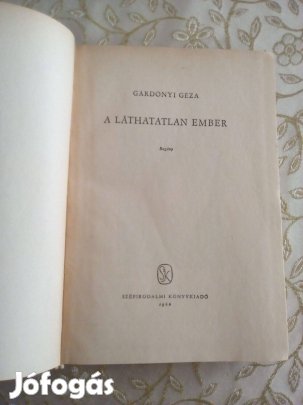 GÁRDONYI GÉZA
A LÁTHATATLAN EMBER
Regény
SZÉPIRODALMI KÖNYVKIADÓ
Jófogás